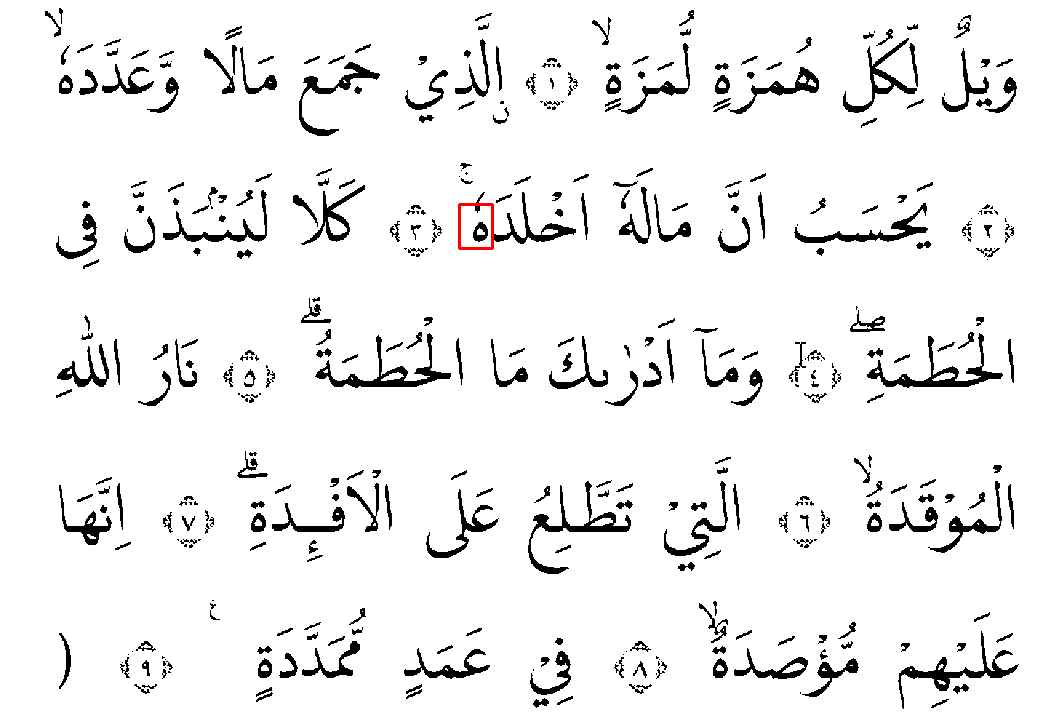 وَيْلٌ لِّكُلِّ هُمَزَةٍ لُّمَزَةٍۙ ١ ۨالَّذِيْ جَمَعَ مَالًا وَّعَدَّدَهٗۙ
٢ يَحْسَبُ اَنَّ مَالَهٗٓ اَخْلَدَهٗۚ ٣ كَلَّا لَيُنْۢبَذَنَّ فِى
الْحُطَمَةِۖ ٤ وَمَآ اَدْرٰىكَ مَا الْحُطَمَةُۗ ٥ نَارُ اللّٰهِ
الْمُوْقَدَةُۙ ٦ الَّتِيْ تَطَّلِعُ عَلَى الْاَفْـِٕدَةِۗ ٧ اِنَّهَا
عَلَيْهِمْ مُّؤْصَدَةٌۙ ٨ فِيْ عَمَدٍ مُّمَدَّدَةٍ ࣖ ٩ (